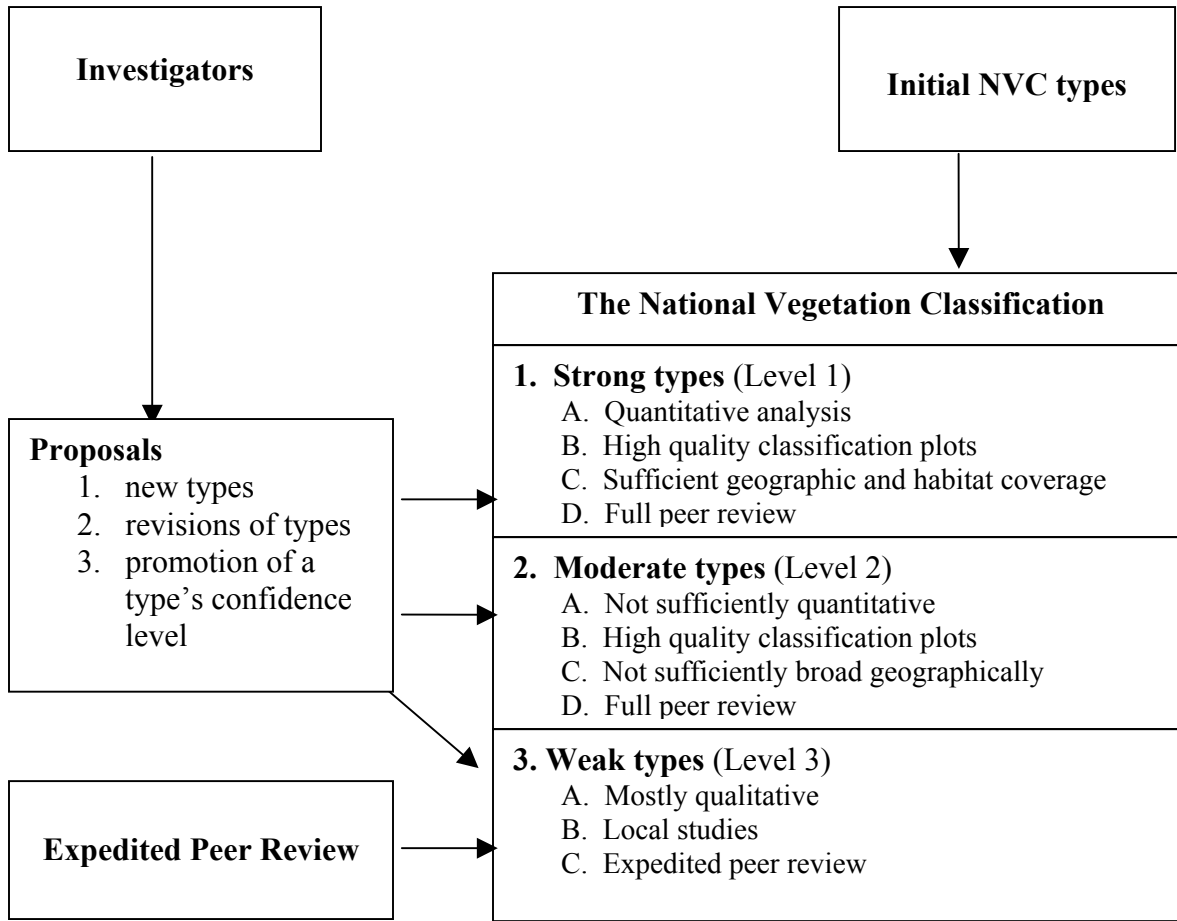 Investigators
Initial NVC types
The National Vegetation Classification
1. Strong types (Level 1)
A. Quantitative analysis
B. High quality classification plots
C. Sufficient geographic and habitat coverage
D. Full peer review
Proposals
1. new types
2. revisions of types
3. promotion of a
type’s confidence
level
2. Moderate types (Level 2)
A. Not sufficiently quantitative
B. High quality classification plots
C. Not sufficiently broad geographically
D. Full peer review
3. Weak types (Level 3)
A. Mostly qualitative
B. Local studies
C. Expedited peer review
Expedited Peer Review